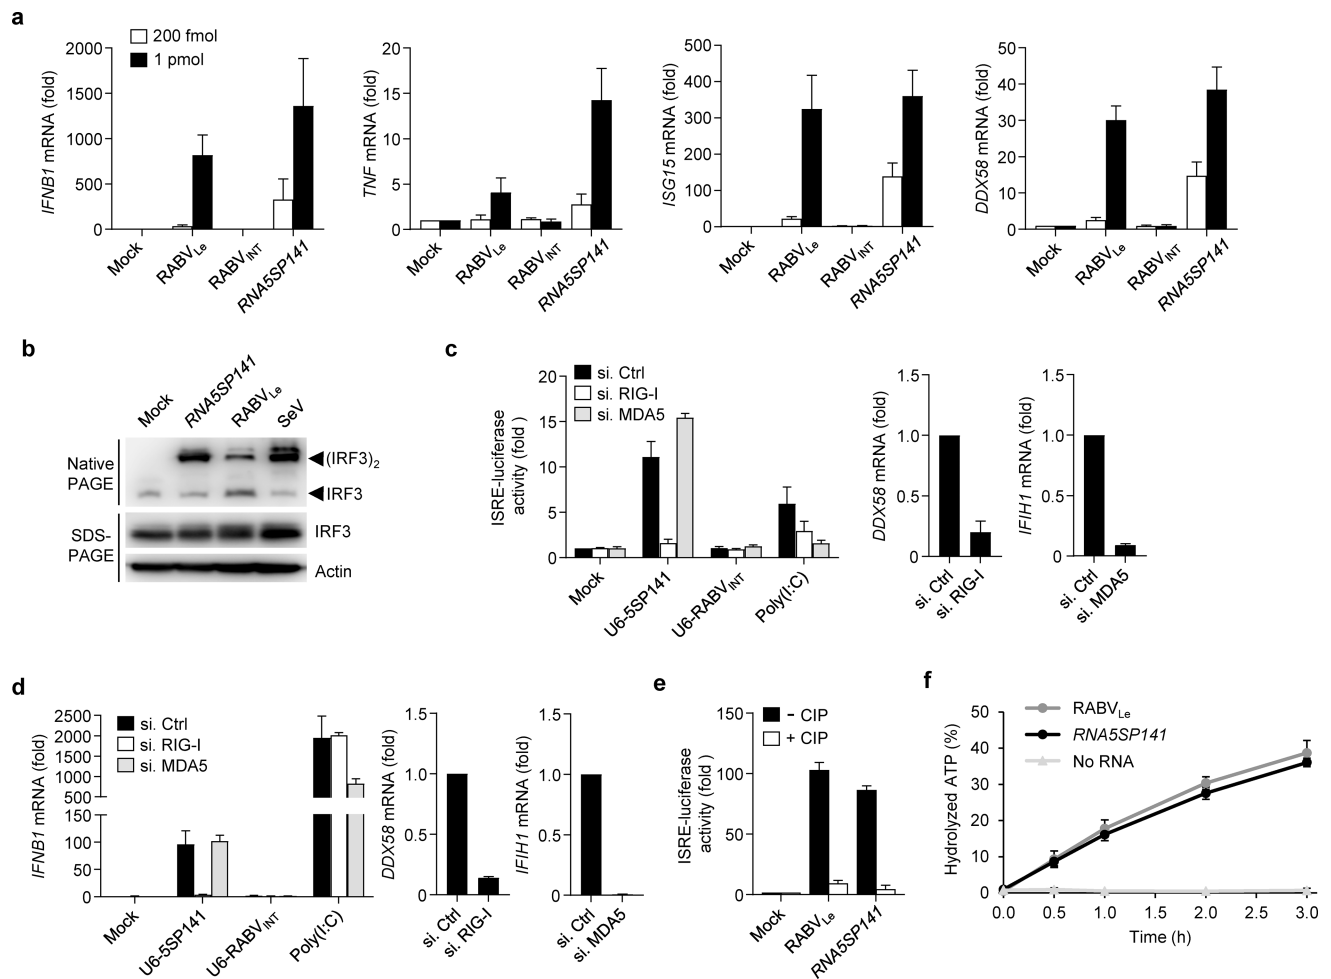 a
200 fmol
1 pmol
IFNB1 mRNA (fold)
2000
1500
1000
500
0
Mock
RABVLe
RABVINT
RNA5SP141
TNF mRNA (fold)
20
15
10
5
0
Mock
RABVLe
RABVINT
RNA5SP141
ISG15 mRNA (fold)
500
400
300
200
100
0
Mock
RABVLe
RABVINT
RNA5SP141
DDX58 mRNA (fold)
50
40
30
20
10
0
Mock
RABVLe
RABVINT
RNA5SP141
b
Mock
RNA5SP141
RABVLe
SeV
Native
PAGE
(IRF3)2
IRF3
SDS-
PAGE
IRF3
Actin
c
si. Ctrl
si. RIG-I
si. MDA5
ISRE-luciferase
activity (fold )
20
15
10
5
0
Mock
U6-5SP141
U6-RABVINT
Poly(I:C)
DDX58 mRNA (fold)
1.5
1.0
0.5
0
si. Ctrl
si. RIG-I
IFIH1 mRNA (fold)
1.5
1.0
0.5
0
si. Ctrl
si. MDA5
d
si. Ctrl
si. RIG-I
si. MDA5
IFNB1 mRNA (fold)
2500
2000
1500
1000
500
150
100
50
0
Mock
U6-5SP141
U6-RABVINT
Poly(I:C)
DDX58 mRNA (fold)
1.5
1.0
0.5
0
si. Ctrl
si. RIG-I
IFIH1 mRNA (fold)
1.5
1.0
0.5
0
si. Ctrl
si. MDA5
e
- CIP
+ CIP
ISRE-luciferase
activity (fold )
150
100
50
0
Mock
RABVLe
RNA5SP141
f
RABVLe
RNA5SP141
No RNA
Hydrolyzed ATP (%)
50
40
30
20
10
0
0.0
0.5
1.0
1.5
2.0
2.5
3.0
Time (h)